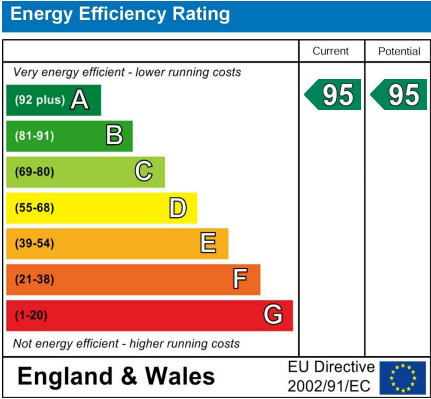 Energy Efficiency Rating
Current Potential
Very energy efficient - lower running costs
(92 plus) A 95 95
(81-91) B
(69-80) C
(55-68) D
(39-54) E
(21-38) F
(1-20) G
Not energy efficient - higher running costs
England & Wales
EU Directive
2002/91/EC